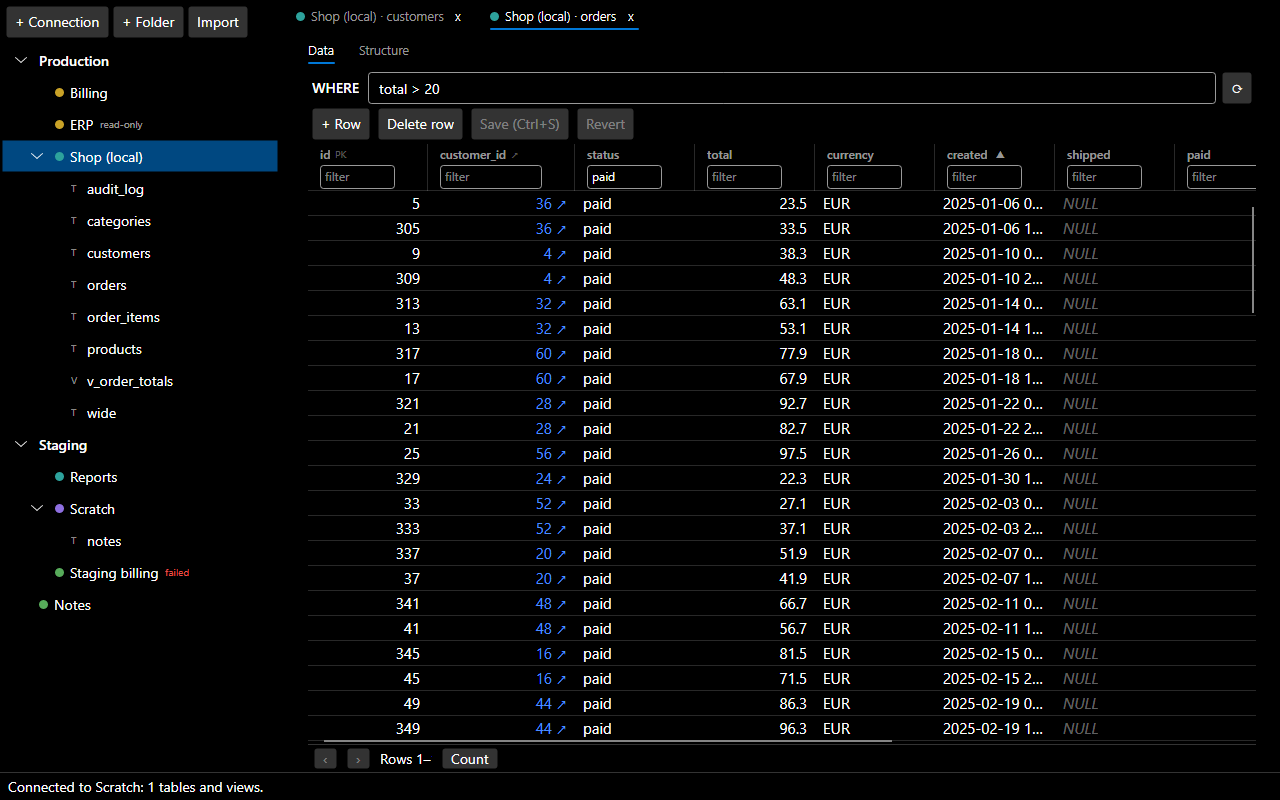 + Connection + Folder Import
Shop (local) · customers x Shop (local) · orders x
Production
Billing
ERP read-only
Shop (local)
T audit_log
T categories
T customers
T orders
T order_items
T products
V v_order_totals
T wide
Staging
Reports
Scratch
T notes
Staging billing failed
Notes
Data Structure
WHERE total > 20 ⟳
+ Row Delete row Save (Ctrl+S) Revert
id PK customer_id ↗ status total currency created ▲ shipped paid
filter filter paid filter filter filter filter filter
5 36 ↗ paid 23.5 EUR 2025-01-06 0... NULL
305 36 ↗ paid 33.5 EUR 2025-01-06 1... NULL
9 4 ↗ paid 38.3 EUR 2025-01-10 0... NULL
309 4 ↗ paid 48.3 EUR 2025-01-10 2... NULL
313 32 ↗ paid 63.1 EUR 2025-01-14 0... NULL
13 32 ↗ paid 53.1 EUR 2025-01-14 1... NULL
317 60 ↗ paid 77.9 EUR 2025-01-18 0... NULL
17 60 ↗ paid 67.9 EUR 2025-01-18 1... NULL
321 28 ↗ paid 92.7 EUR 2025-01-22 0... NULL
21 28 ↗ paid 82.7 EUR 2025-01-22 2... NULL
25 56 ↗ paid 97.5 EUR 2025-01-26 0... NULL
329 24 ↗ paid 22.3 EUR 2025-01-30 1... NULL
33 52 ↗ paid 27.1 EUR 2025-02-03 0... NULL
333 52 ↗ paid 37.1 EUR 2025-02-03 2... NULL
337 20 ↗ paid 51.9 EUR 2025-02-07 0... NULL
37 20 ↗ paid 41.9 EUR 2025-02-07 1... NULL
341 48 ↗ paid 66.7 EUR 2025-02-11 0... NULL
41 48 ↗ paid 56.7 EUR 2025-02-11 1... NULL
345 16 ↗ paid 81.5 EUR 2025-02-15 0... NULL
45 16 ↗ paid 71.5 EUR 2025-02-15 2... NULL
49 44 ↗ paid 86.3 EUR 2025-02-19 0... NULL
349 44 ↗ paid 96.3 EUR 2025-02-19 1... NULL
‹ › Rows 1– Count
Connected to Scratch: 1 tables and views.